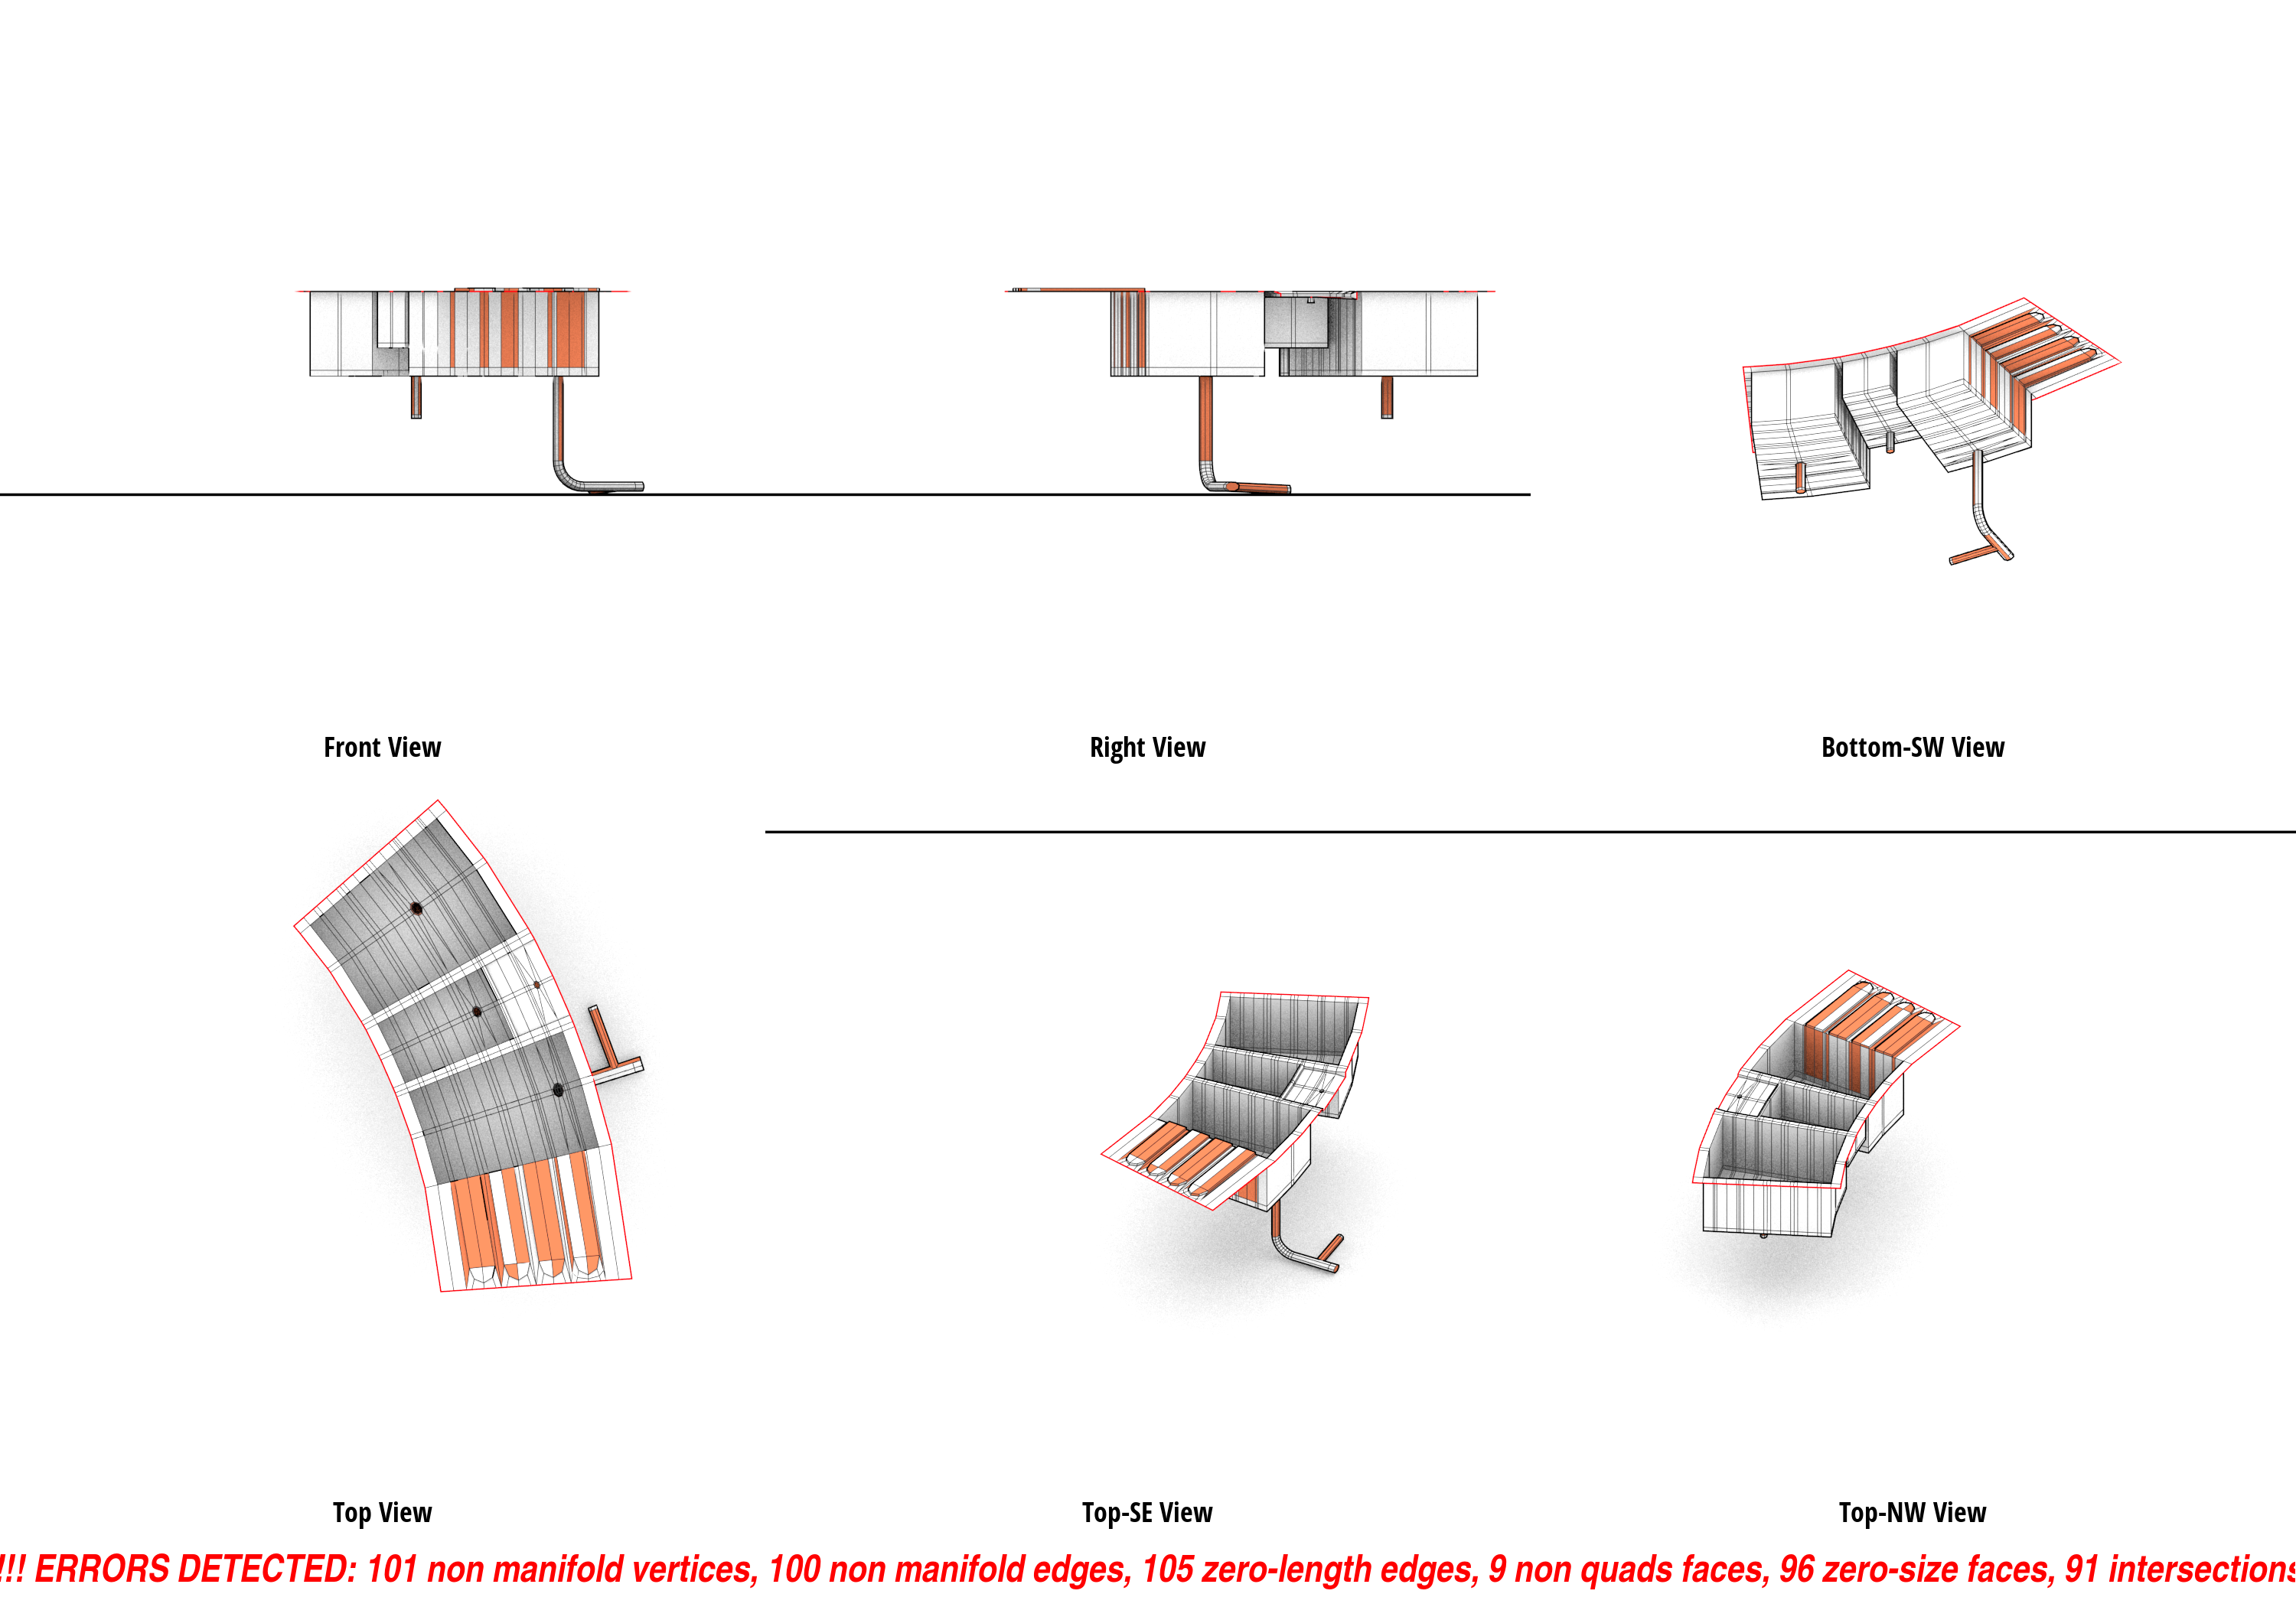 Front View
Right View
Bottom-SW View
Top View
Top-SE View
Top-NW View
!!! ERRORS DETECTED: 101 non manifold vertices, 100 non manifold edges, 105 zero-length edges, 9 non quads faces, 96 zero-size faces, 91 intersections